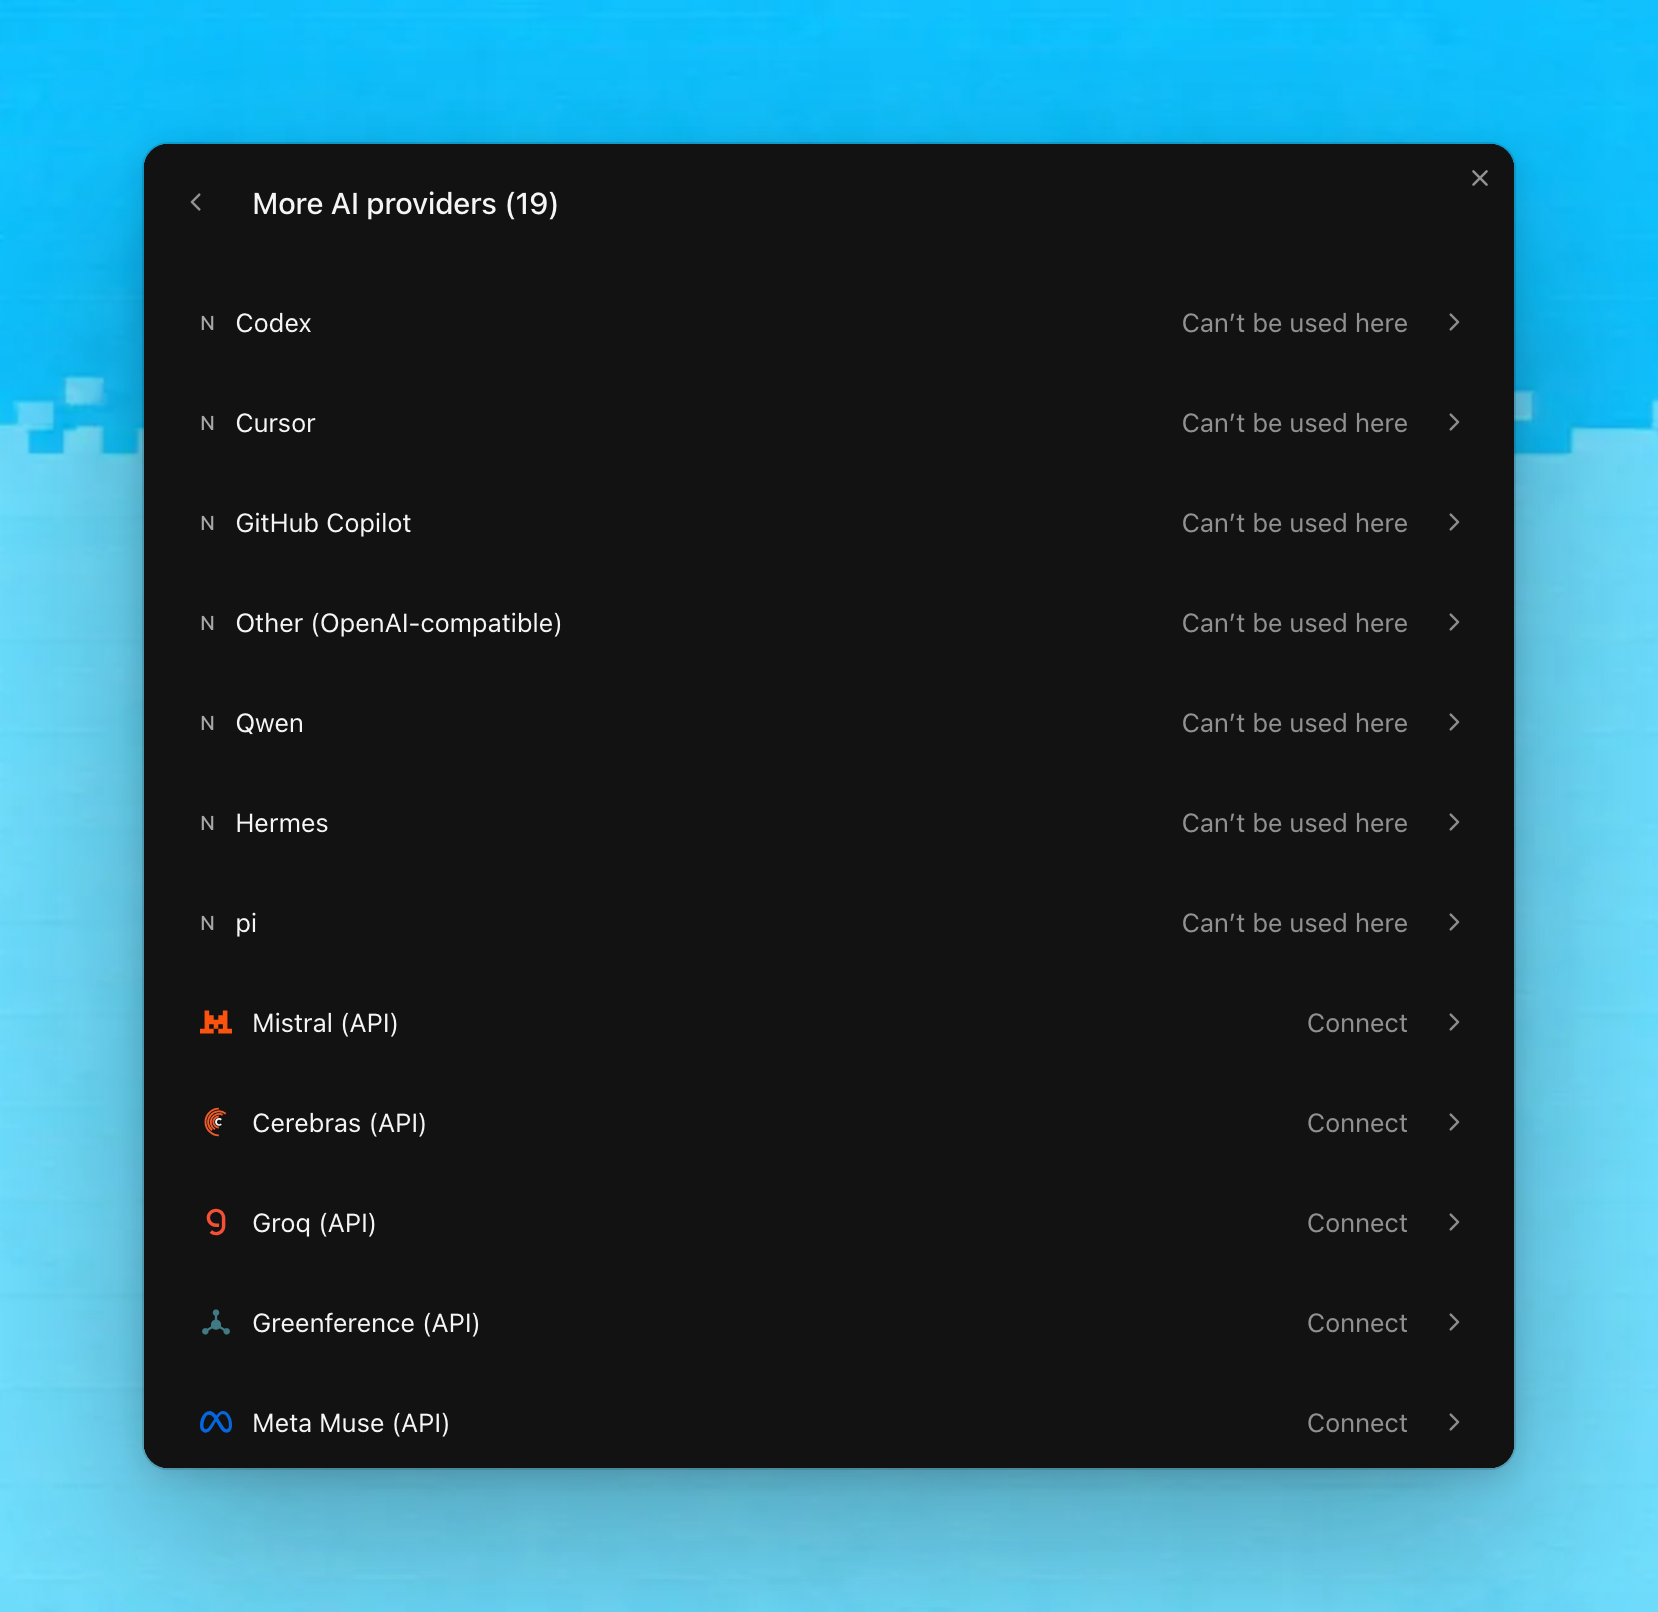 More AI providers (19)
N Codex Can't be used here
N Cursor Can't be used here
N GitHub Copilot Can't be used here
N Other (OpenAI-compatible) Can't be used here
N Qwen Can't be used here
N Hermes Can't be used here
N pi Can't be used here
Mistral (API) Connect
Cerebras (API) Connect
Groq (API) Connect
Greenference (API) Connect
Meta Muse (API) Connect